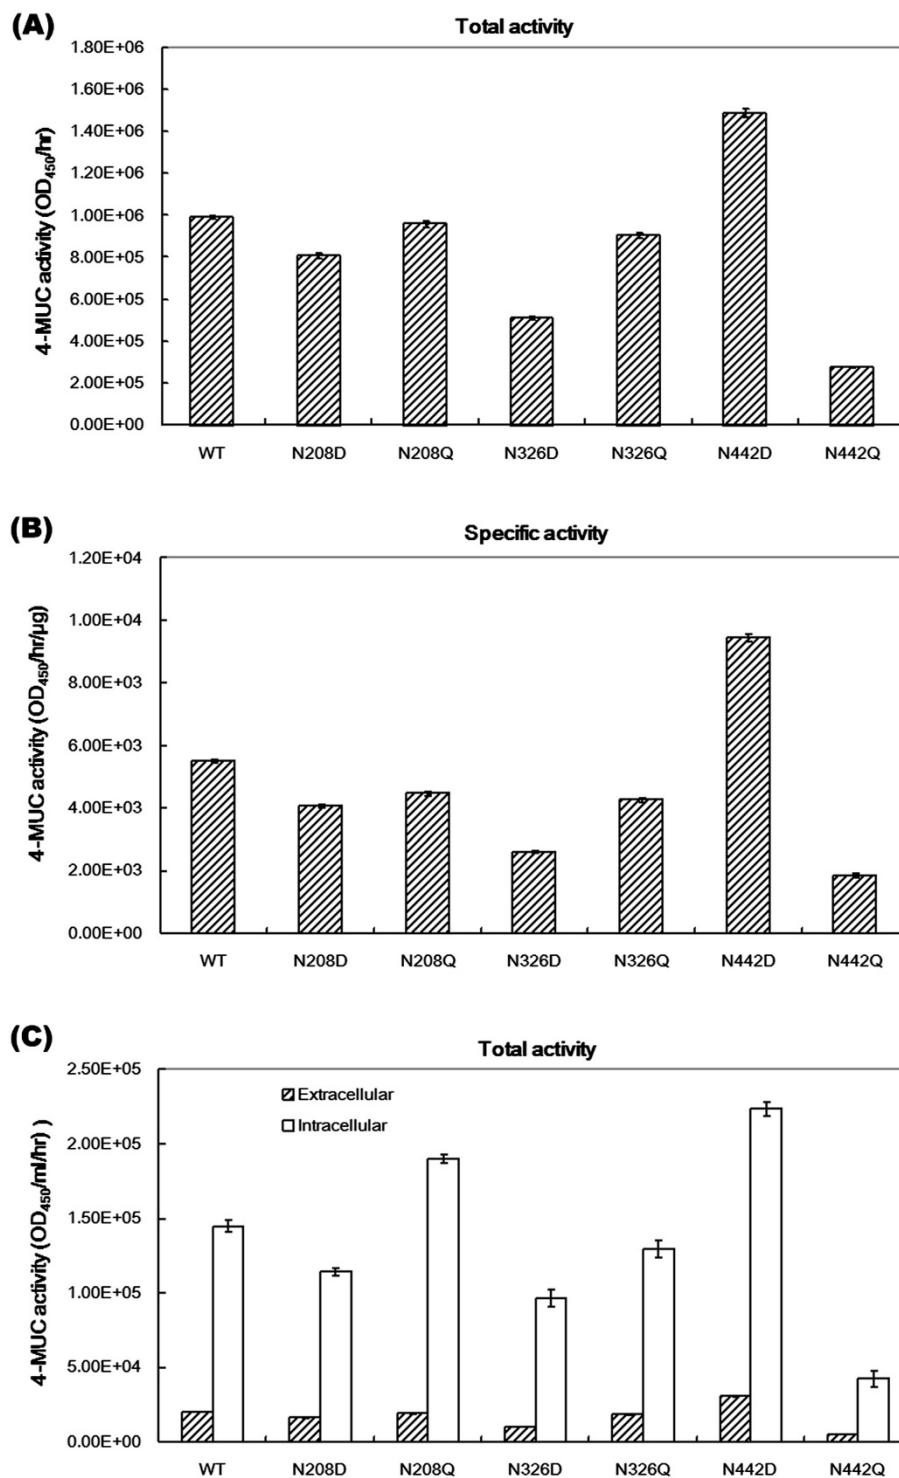 (A)
Total activity
4-MUC activity (OD450/hr)
1.80E+06
1.60E+06
1.40E+06
1.20E+06
1.00E+06
8.00E+05
6.00E+05
4.00E+05
2.00E+05
0.00E+00
WT N208D N208Q N326D N326Q N442D N442Q
(B)
Specific activity
4-MUC activity (OD450/hr/μg)
1.20E+04
1.00E+04
8.00E+03
6.00E+03
4.00E+03
2.00E+03
0.00E+00
WT N208D N208Q N326D N326Q N442D N442Q
(C)
Total activity
4-MUC activity (OD450/ml/hr) )
2.50E+05
2.00E+05
1.50E+05
1.00E+05
5.00E+04
0.00E+00
Extracellular
Intracellular
WT N208D N208Q N326D N326Q N442D N442Q